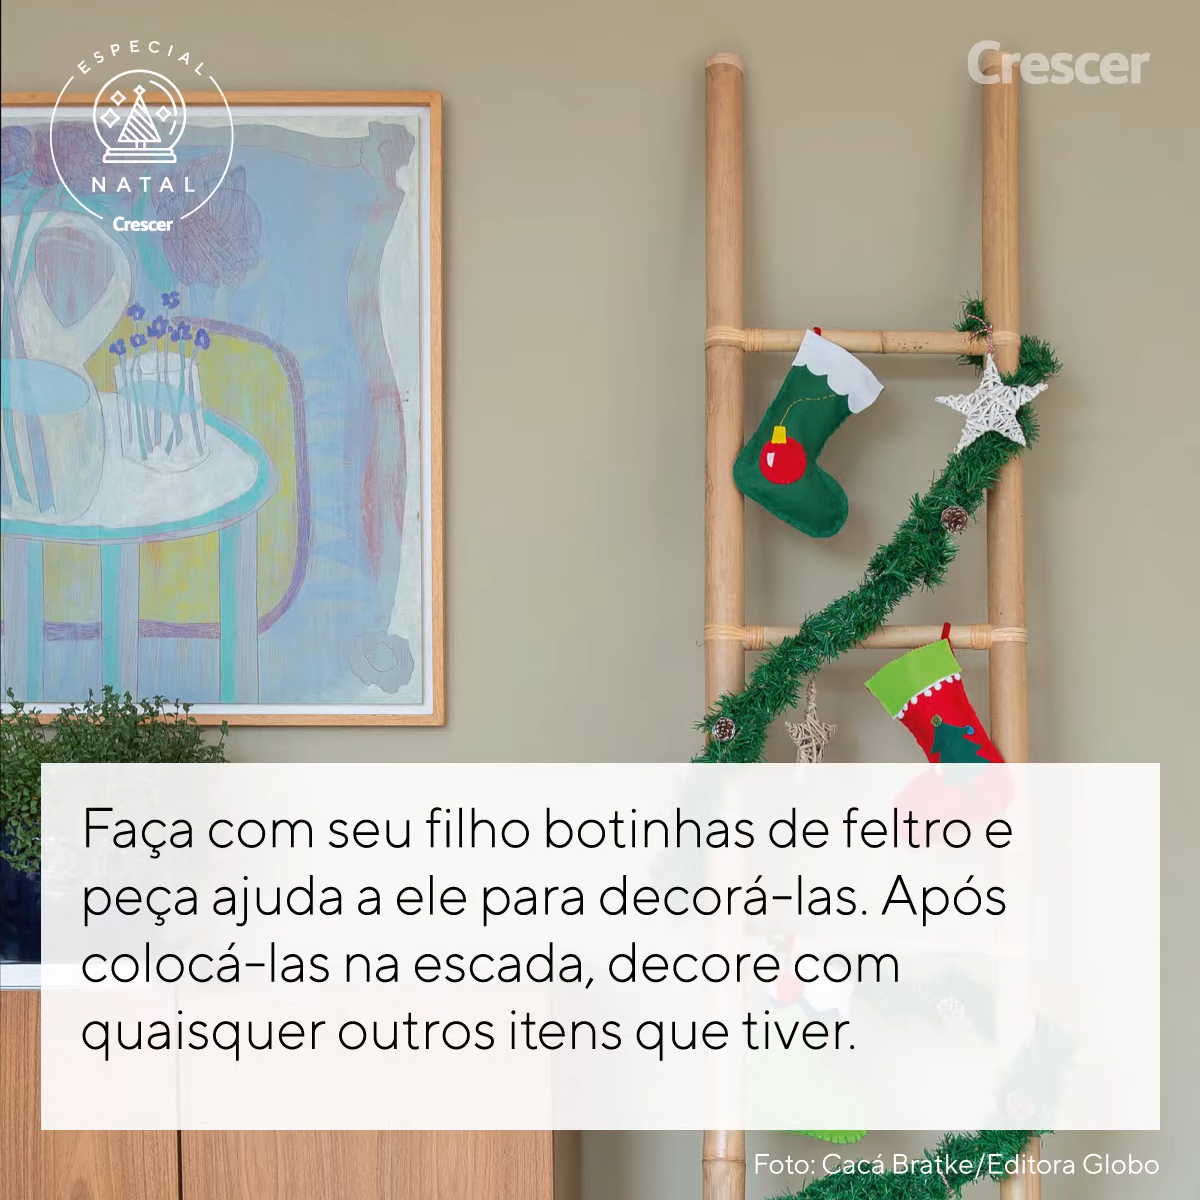 ESPECIAL
NATAL
Crescer
Crescer
Faça com seu filho botinhas de feltro e
peça ajuda a ele para decorá-las. Após
colocá-las na escada, decore com
quaisquer outros itens que tiver.
Foto: Cacá Bratke/Editora Globo